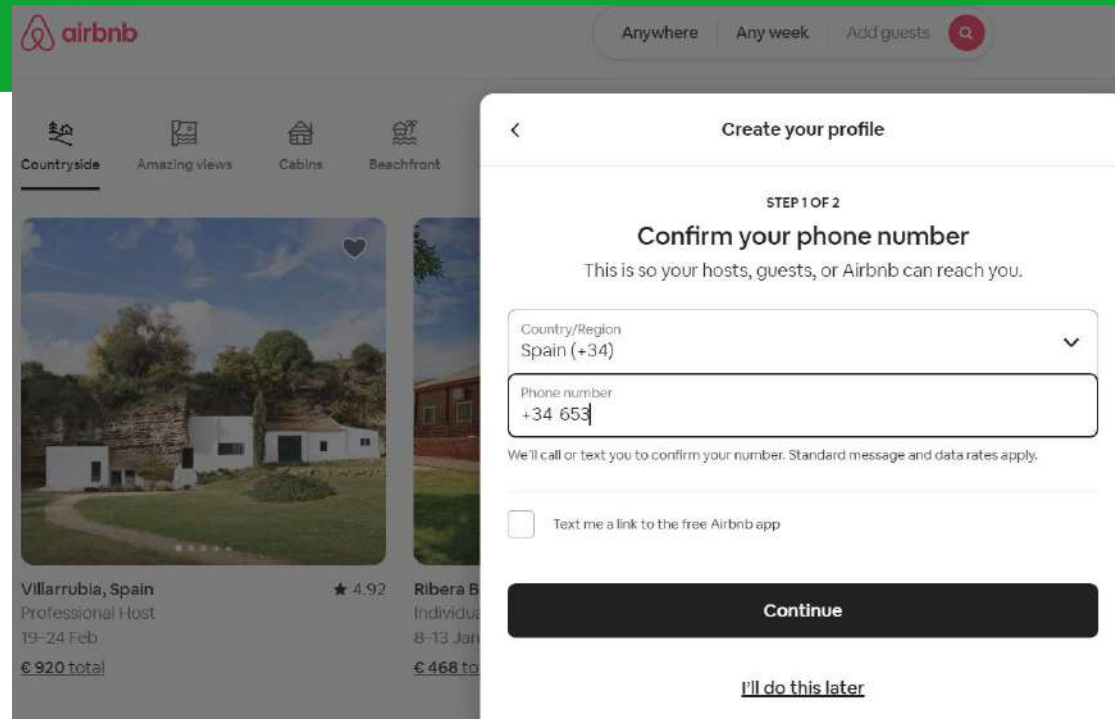 airbnb
Anywhere Any week Add guests
Countryside Amazing views Cabins Beachfront
Villarrubia, Spain ★ 4.92
Professional Host
19–24 Feb
€ 920 total
Ribera B
8–13 Jan
€ 468 to
Create your profile
STEP 1 OF 2
Confirm your phone number
This is so your hosts, guests, or Airbnb can reach you.
Country/Region
Spain (+34)
Phone number
+34 653
We'll call or text you to confirm your number. Standard message and data rates apply.
Text me a link to the free Airbnb app
Continue
I'll do this later